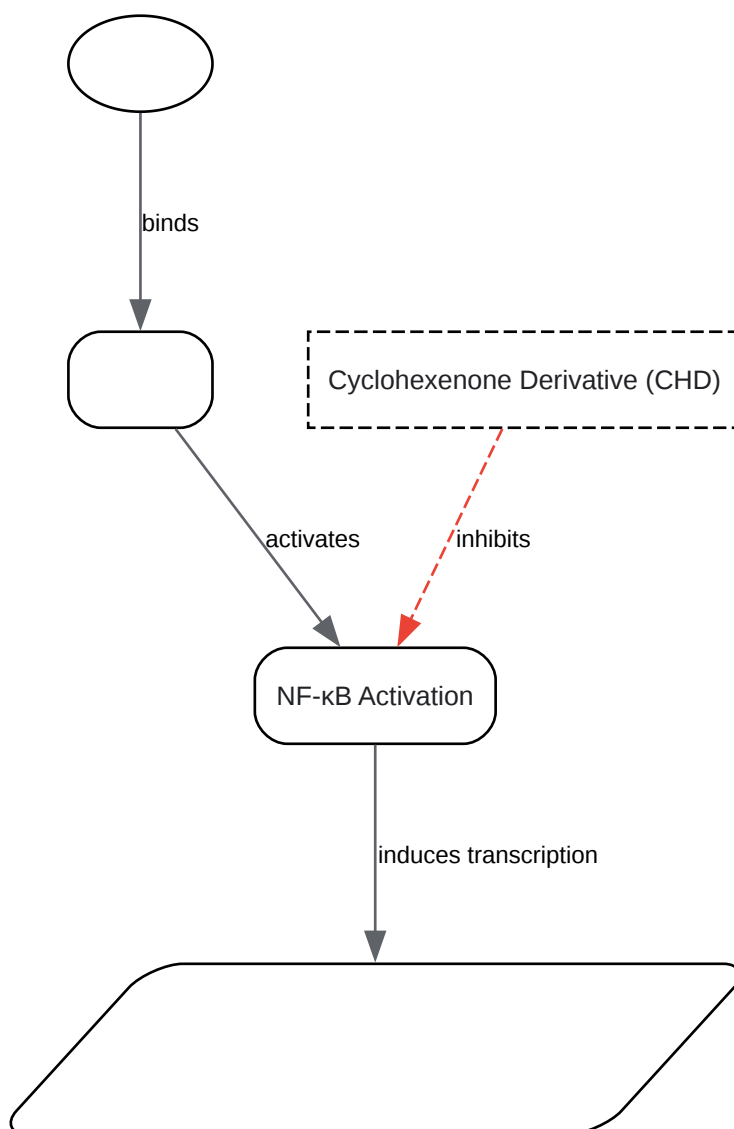 binds
Cyclohexenone Derivative (CHD)
activates
inhibits
NF-κB Activation
induces transcription